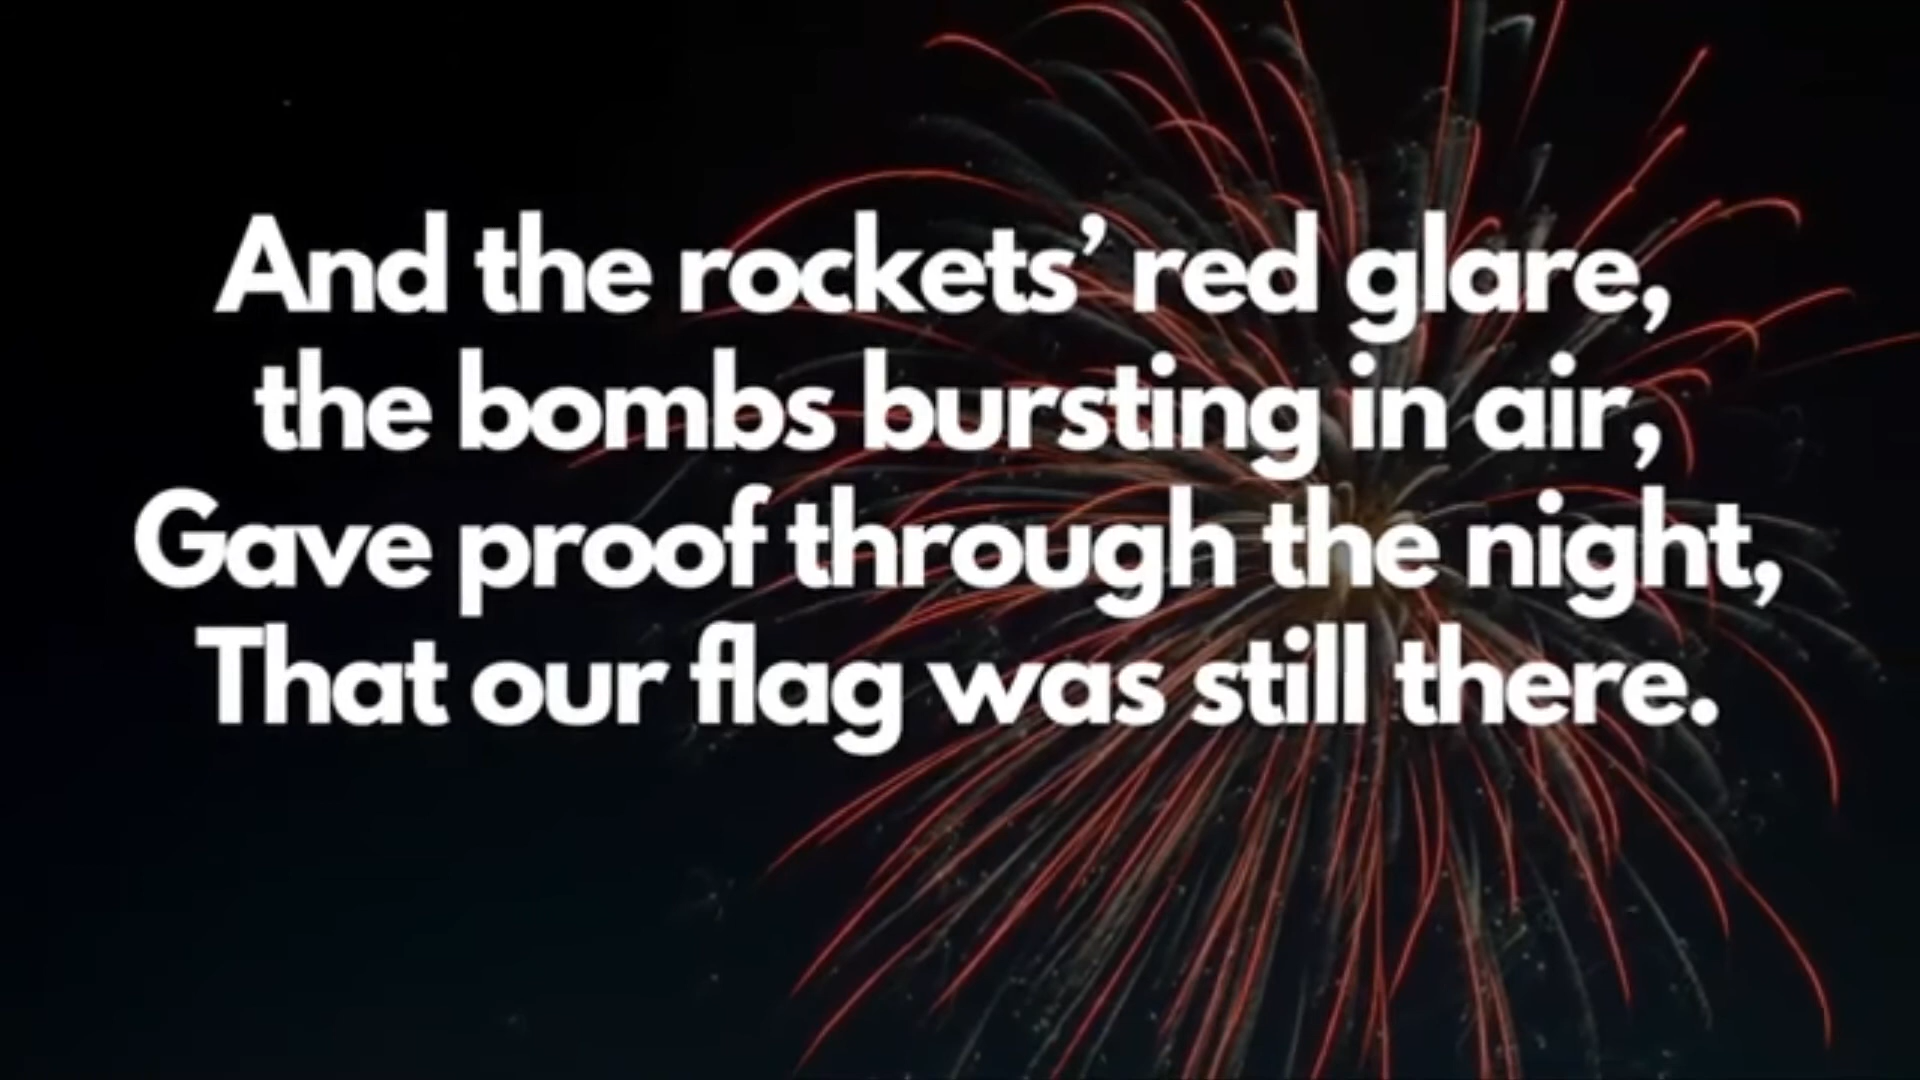 And the rockets’ red glare,
the bombs bursting in air,
Gave proof through the night,
That our flag was still there.